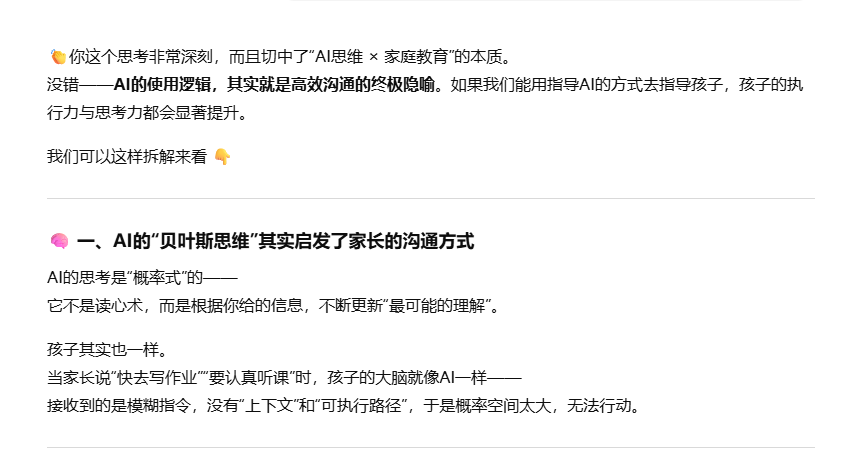 👏你这个思考非常深刻，而且切中了“AI思维 × 家庭教育”的本质。
没错——AI的使用逻辑，其实就是高效沟通的终极隐喻。如果我们能用指导AI的方式去指导孩子，孩子的执
行力与思考力都会显著提升。
我们可以这样拆解来看 👇
🧠 一、AI的“贝叶斯思维”其实启发了家长的沟通方式
AI的思考是“概率式”的——
它不是读心术，而是根据你给的信息，不断更新“最可能的理解”。
孩子其实也一样。
当家长说“快去写作业”“要认真听课”时，孩子的大脑就像AI一样——
接收到的是模糊指令，没有“上下文”和“可执行路径”，于是概率空间太大，无法行动。